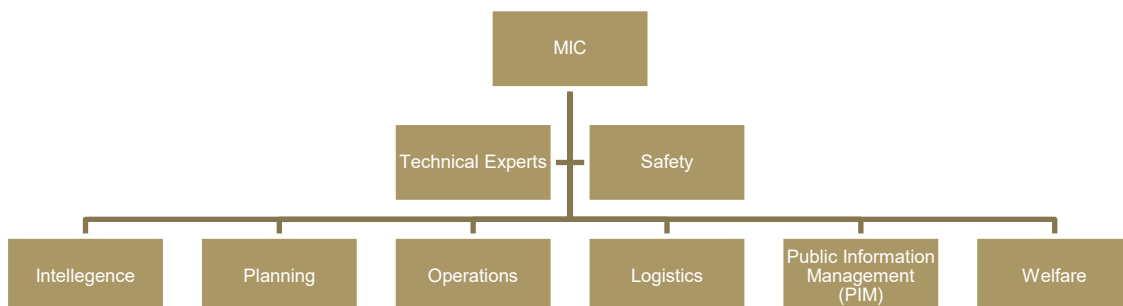 MIC
Technical Experts
Safety
Intellegence
Planning
Operations
Logistics
Public Information
Management
(PIM)
Welfare